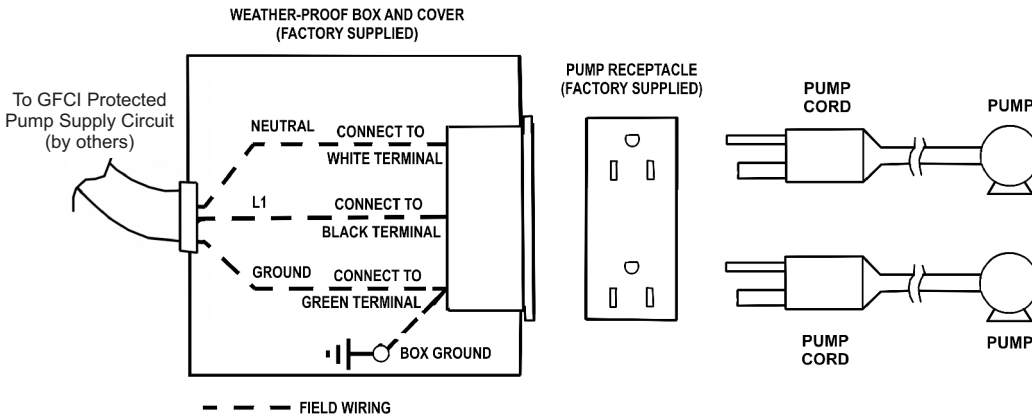 WEATHER-PROOF BOX AND COVER
(FACTORY SUPPLIED)
To GFCI Protected
Pump Supply Circuit
(by others)
NEUTRAL
CONNECT TO
WHITE TERMINAL
L1
CONNECT TO
BLACK TERMINAL
GROUND
CONNECT TO
GREEN TERMINAL
BOX GROUND
FIELD WIRING
PUMP RECEPTACLE
(FACTORY SUPPLIED)
PUMP
CORD
PUMP
PUMP
CORD
PUMP